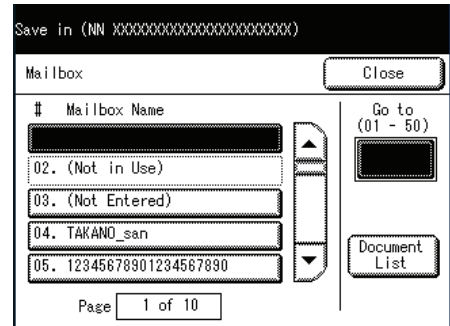 Save in (NN XXXXXXXXXXXXXXXXXXXXXXX)
Mailbox
Close
# Mailbox Name
02. (Not in Use)
03. (Not Entered)
04. TAKANO_san
05. 12345678901234567890
Page 1 of 10
Go to
(01 - 50)
Document
List